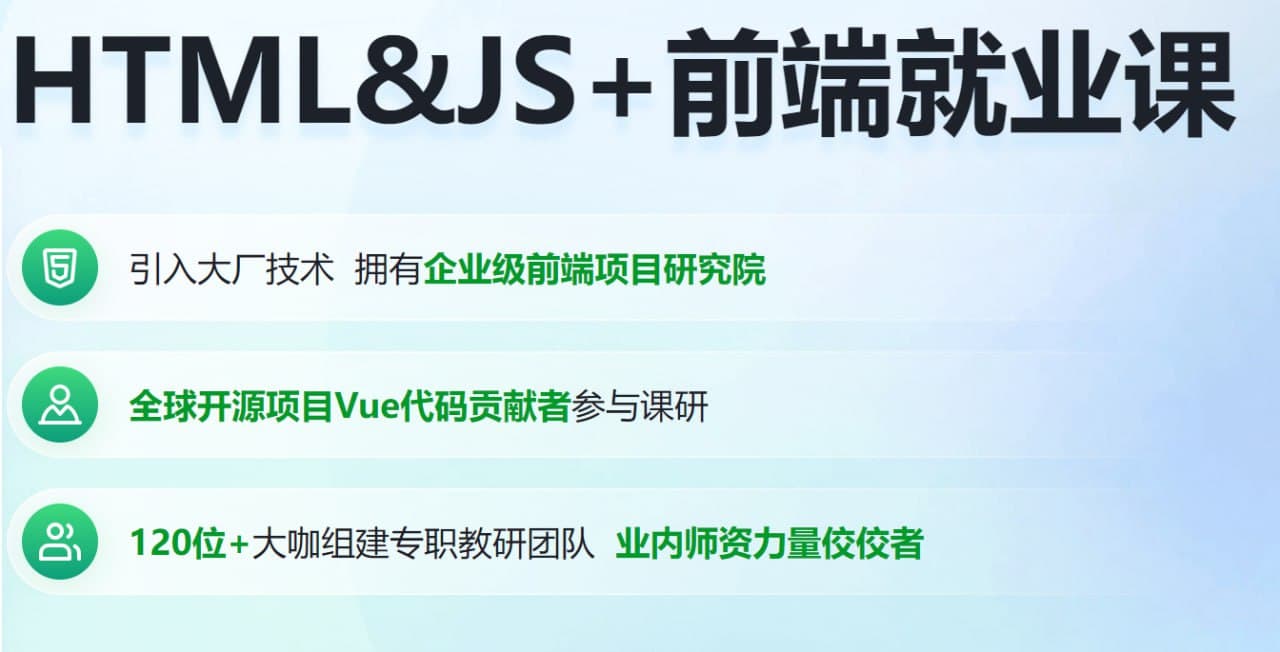 HTML&JS+前端就业课
引入大厂技术 拥有企业级前端项目研究院
全球开源项目Vue代码贡献者参与课研
120位+大咖组建专职教研团队 业内师资力量佼佼者